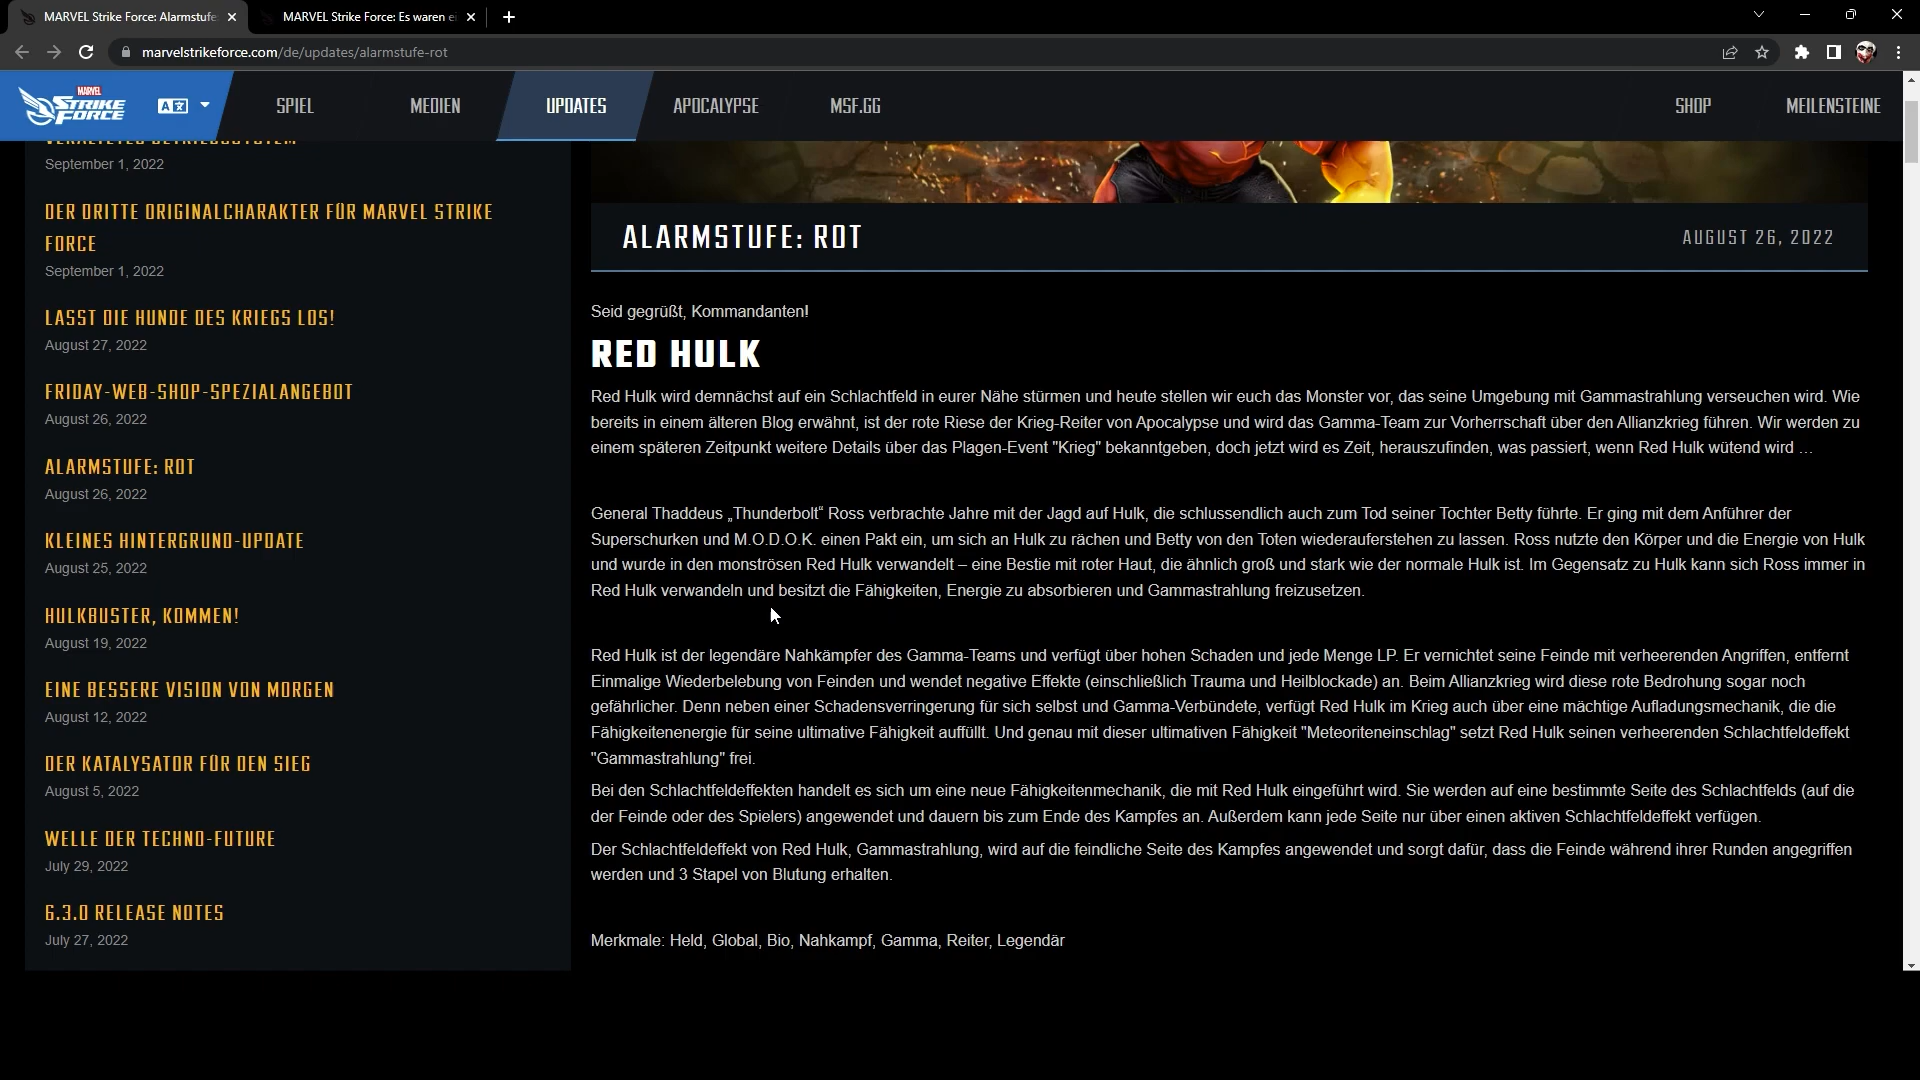 MARVEL Strike Force: Alarmstufe
MARVEL Strike Force: Es waren ei
marvelstrikeforce.com/de/updates/alarmstufe-rot
MARVEL
STRIKE
FORCE
SPIEL
MEDIEN
UPDATES
APOCALYPSE
MSF.GG
SHOP
MEILENSTEINE
September 1, 2022
DER DRITTE ORIGINALCHARAKTER FÜR MARVEL STRIKE
FORCE
September 1, 2022
LASST DIE HUNDE DES KRIEGS LOS!
August 27, 2022
FRIDAY-WEB-SHOP-SPEZIALANGEBOT
August 26, 2022
ALARMSTUFE: ROT
August 26, 2022
KLEINES HINTERGRUND-UPDATE
August 25, 2022
HULKBUSTER, KOMMEN!
August 19, 2022
EINE BESSERE VISION VON MORGEN
August 12, 2022
DER KATALYSATOR FÜR DEN SIEG
August 5, 2022
WELLE DER TECHNO-FUTURE
July 29, 2022
6.3.0 RELEASE NOTES
July 27, 2022
ALARMSTUFE: ROT
AUGUST 26, 2022
Seid gegrüßt, Kommandanten!
RED HULK
Red Hulk wird demnächst auf ein Schlachtfeld in eurer Nähe stürmen und heute stellen wir euch das Monster vor, das seine Umgebung mit Gammastrahlung verseuchen wird. Wie
bereits in einem älteren Blog erwähnt, ist der rote Riese der Krieg-Reiter von Apocalypse und wird das Gamma-Team zur Vorherrschaft über den Allianzkrieg führen. Wir werden zu
einem späteren Zeitpunkt weitere Details über das Plagen-Event "Krieg" bekanntgeben, doch jetzt wird es Zeit, herauszufinden, was passiert, wenn Red Hulk wütend wird …
General Thaddeus „Thunderbolt“ Ross verbrachte Jahre mit der Jagd auf Hulk, die schlussendlich auch zum Tod seiner Tochter Betty führte. Er ging mit dem Anführer der
Superschurken und M.O.D.O.K. einen Pakt ein, um sich an Hulk zu rächen und Betty von den Toten wiederauferstehen zu lassen. Ross nutzte den Körper und die Energie von Hulk
und wurde in den monströsen Red Hulk verwandelt – eine Bestie mit roter Haut, die ähnlich groß und stark wie der normale Hulk ist. Im Gegensatz zu Hulk kann sich Ross immer in
Red Hulk verwandeln und besitzt die Fähigkeiten, Energie zu absorbieren und Gammastrahlung freizusetzen.
Red Hulk ist der legendäre Nahkämpfer des Gamma-Teams und verfügt über hohen Schaden und jede Menge LP. Er vernichtet seine Feinde mit verheerenden Angriffen, entfernt
Einmalige Wiederbelebung von Feinden und wendet negative Effekte (einschließlich Trauma und Heilblockade) an. Beim Allianzkrieg wird diese rote Bedrohung sogar noch
gefährlicher. Denn neben einer Schadensverringerung für sich selbst und Gamma-Verbündete, verfügt Red Hulk im Krieg auch über eine mächtige Aufladungsmechanik, die die
Fähigkeitenenergie für seine ultimative Fähigkeit auffüllt. Und genau mit dieser ultimativen Fähigkeit "Meteoriteneinschlag" setzt Red Hulk seinen verheerenden Schlachtfeldeffekt
"Gammastrahlung" frei.
Bei den Schlachtfeldeffekten handelt es sich um eine neue Fähigkeitenmechanik, die mit Red Hulk eingeführt wird. Sie werden auf eine bestimmte Seite des Schlachtfelds (auf die
der Feinde oder des Spielers) angewendet und dauern bis zum Ende des Kampfes an. Außerdem kann jede Seite nur über einen aktiven Schlachtfeldeffekt verfügen.
Der Schlachtfeldeffekt von Red Hulk, Gammastrahlung, wird auf die feindliche Seite des Kampfes angewendet und sorgt dafür, dass die Feinde während ihrer Runden angegriffen
werden und 3 Stapel von Blutung erhalten.
Merkmale: Held, Global, Bio, Nahkampf, Gamma, Reiter, Legendär